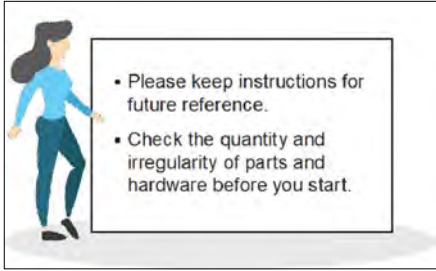 ▪ Please keep instructions for
future reference.
▪ Check the quantity and
irregularity of parts and
hardware before you start.